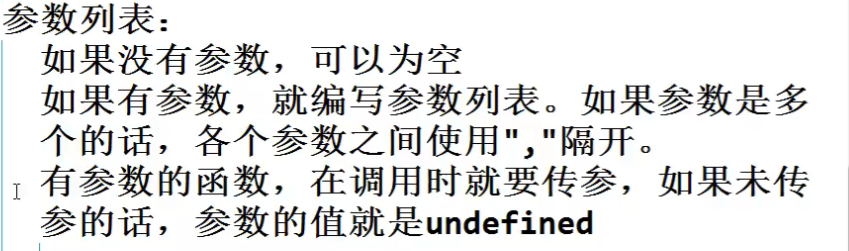 参数列表：
如果没有参数，可以为空
如果有参数，就编写参数列表。如果参数是多
个的话，各个参数之间使用","隔开。
有参数的函数，在调用时就要传参，如果未传
参的话，参数的值就是undefined